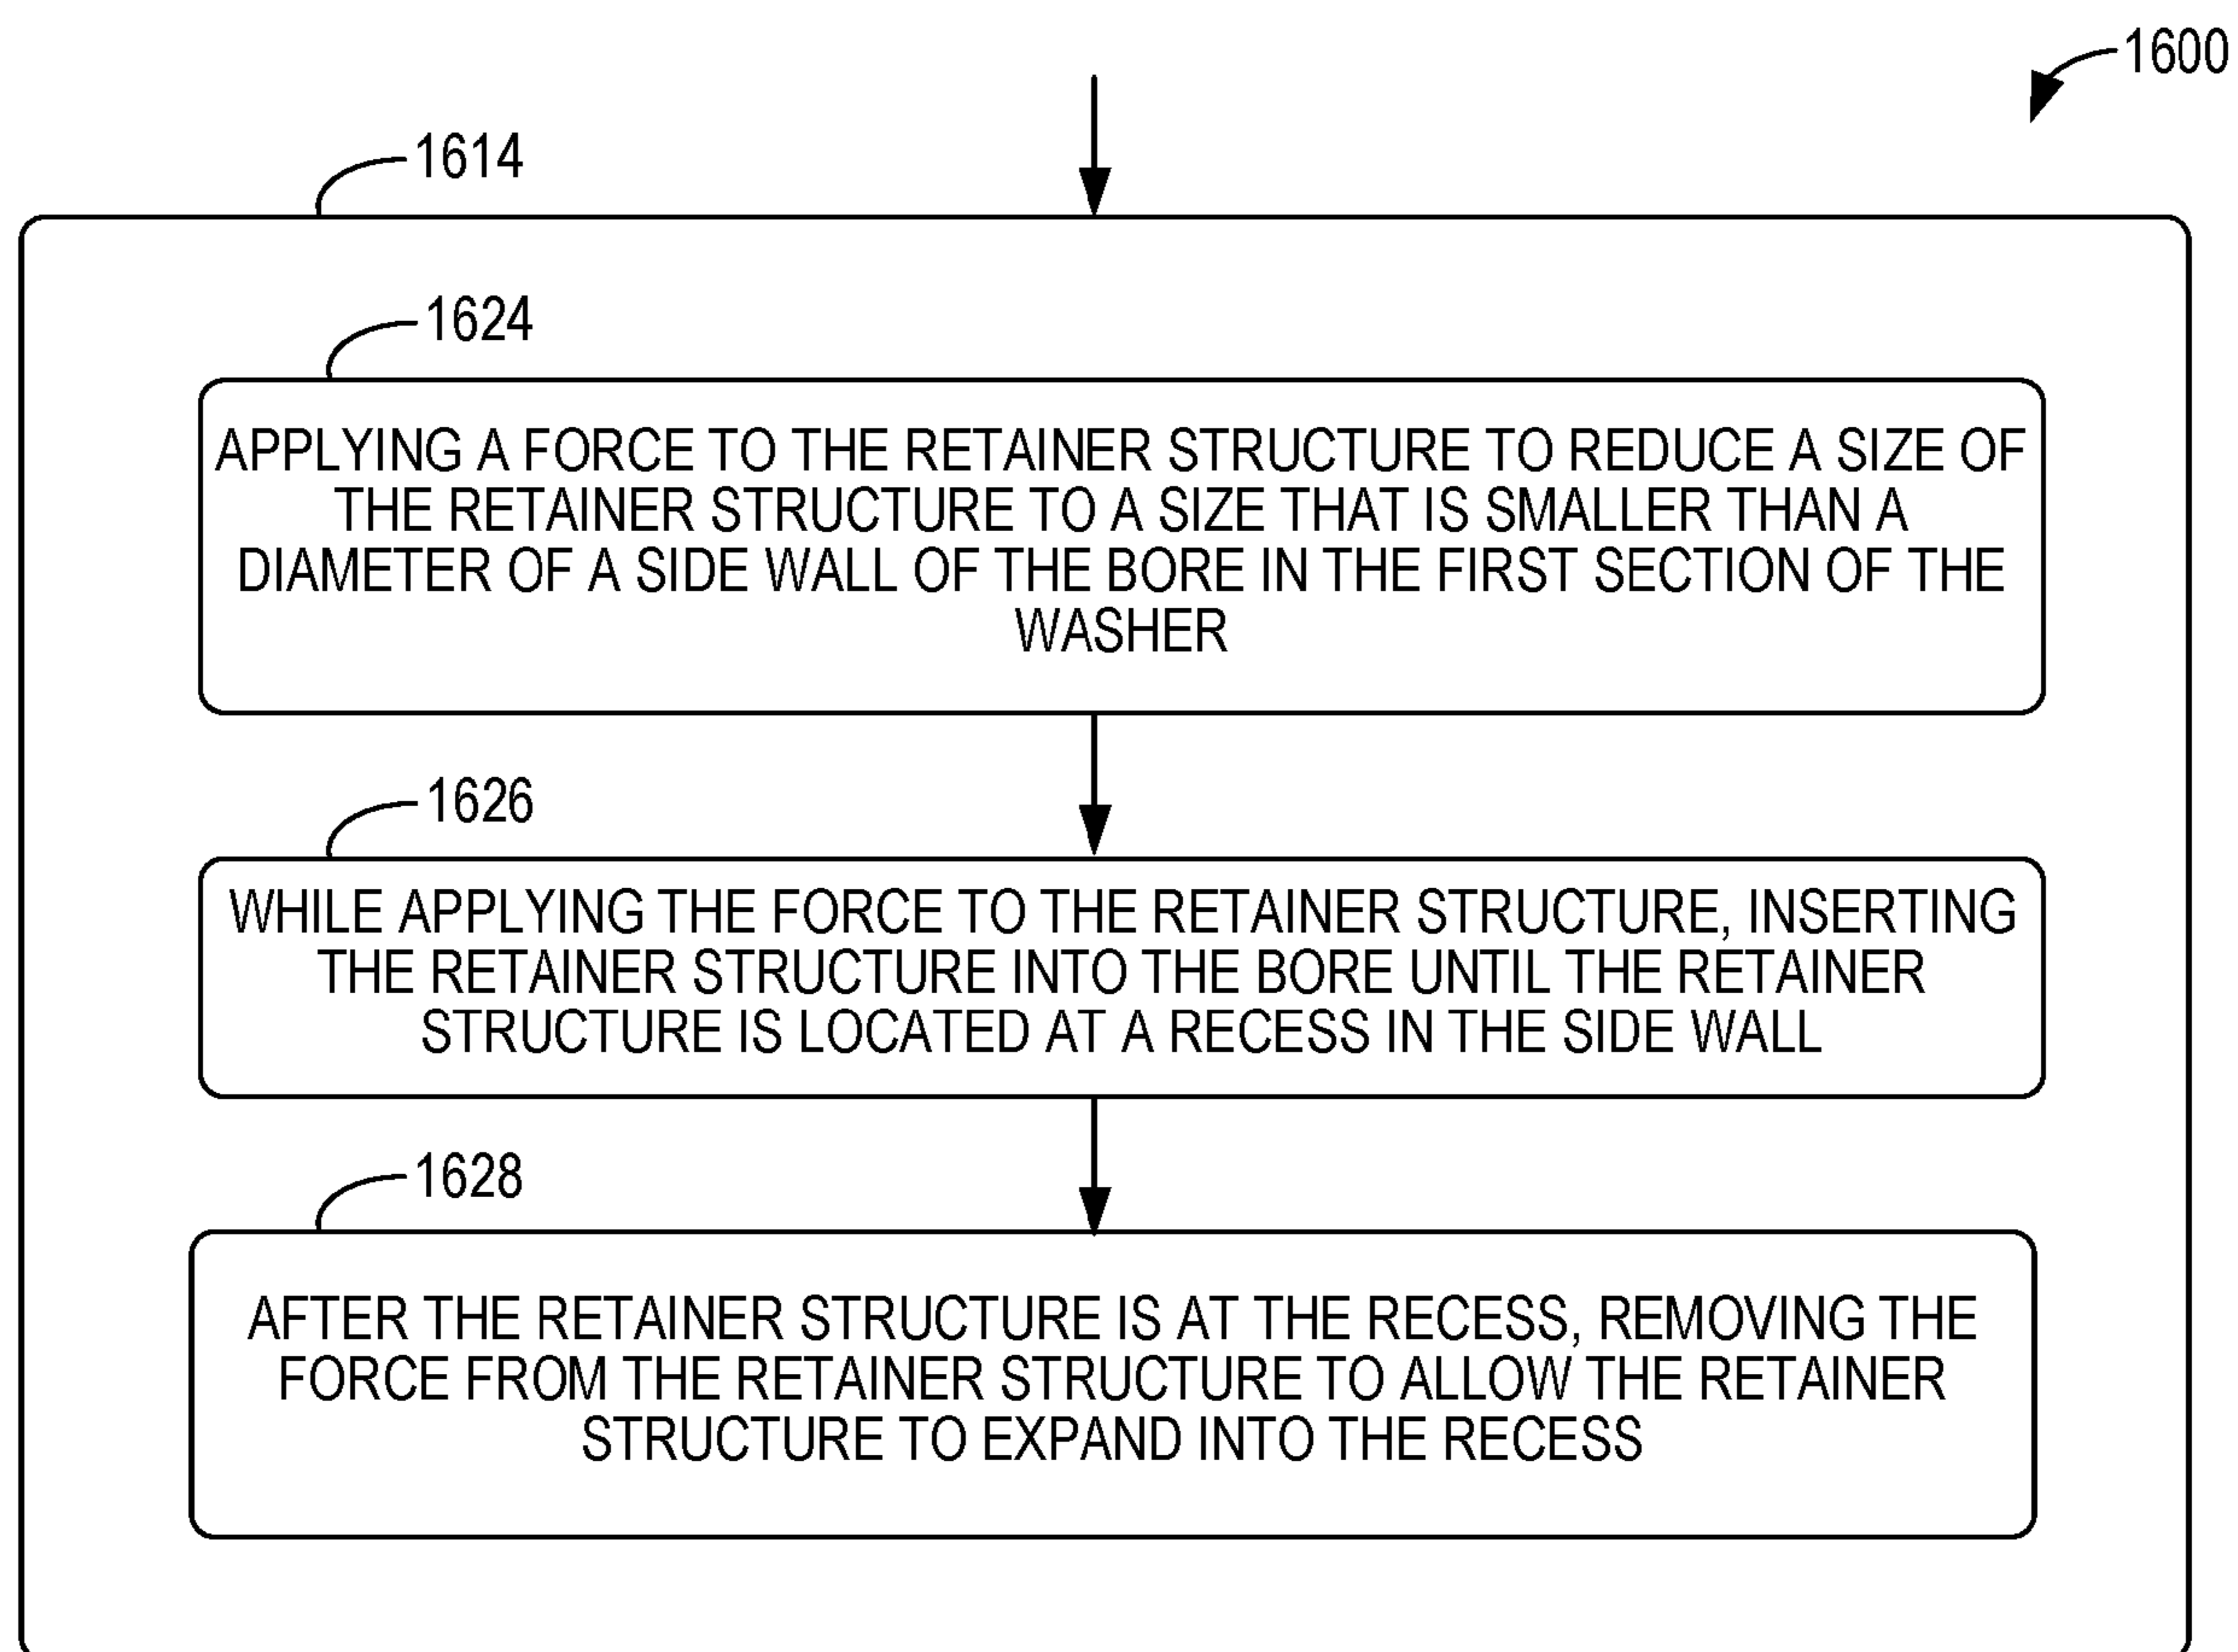 1600
1614
1624
APPLYING A FORCE TO THE RETAINER STRUCTURE TO REDUCE A SIZE OF
THE RETAINER STRUCTURE TO A SIZE THAT IS SMALLER THAN A
DIAMETER OF A SIDE WALL OF THE BORE IN THE FIRST SECTION OF THE
WASHER
1626
WHILE APPLYING THE FORCE TO THE RETAINER STRUCTURE, INSERTING
THE RETAINER STRUCTURE INTO THE BORE UNTIL THE RETAINER
STRUCTURE IS LOCATED AT A RECESS IN THE SIDE WALL
1628
AFTER THE RETAINER STRUCTURE IS AT THE RECESS, REMOVING THE
FORCE FROM THE RETAINER STRUCTURE TO ALLOW THE RETAINER
STRUCTURE TO EXPAND INTO THE RECESS